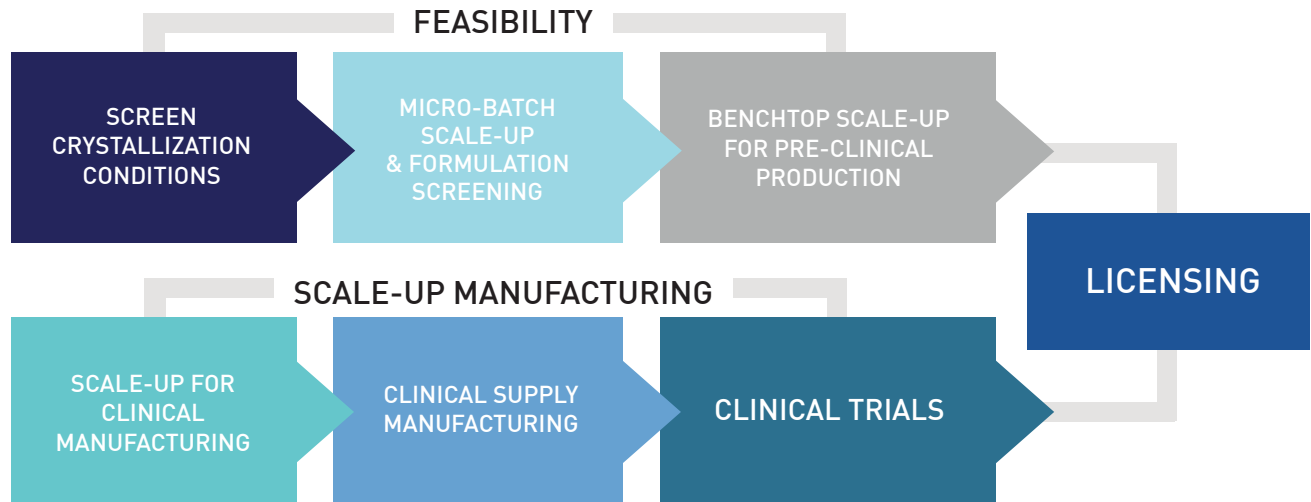 FEASIBILITY
SCREEN
CRYSTALLIZATION
CONDITIONS
MICRO-BATCH
SCALE-UP
& FORMULATION
SCREENING
BENCHTOP SCALE-UP
FOR PRE-CLINICAL
PRODUCTION
LICENSING
SCALE-UP MANUFACTURING
SCALE-UP FOR
CLINICAL
MANUFACTURING
CLINICAL SUPPLY
MANUFACTURING
CLINICAL TRIALS